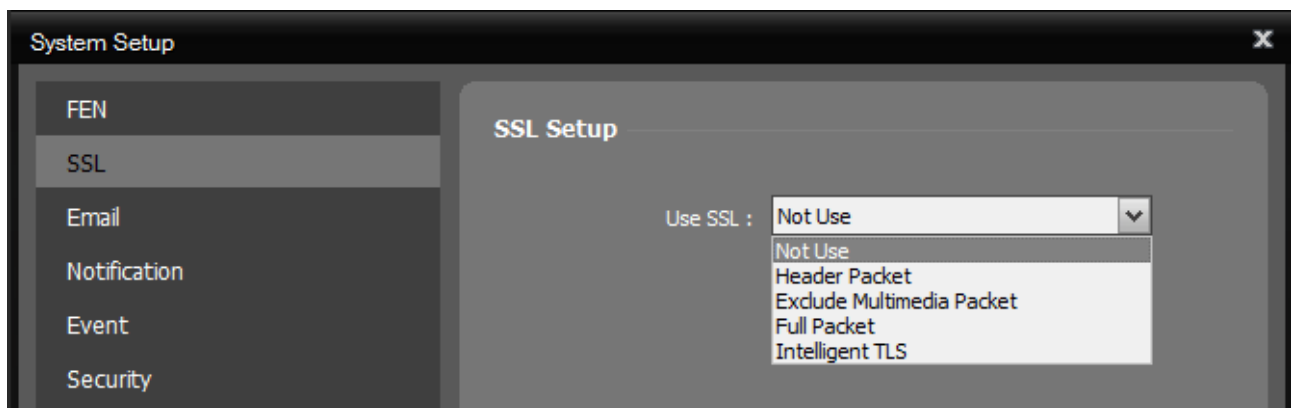 System Setup
x
FEN
SSL
Email
Notification
Event
Security
SSL Setup
Use SSL : Not Use
Not Use
Header Packet
Exclude Multimedia Packet
Full Packet
Intelligent TLS